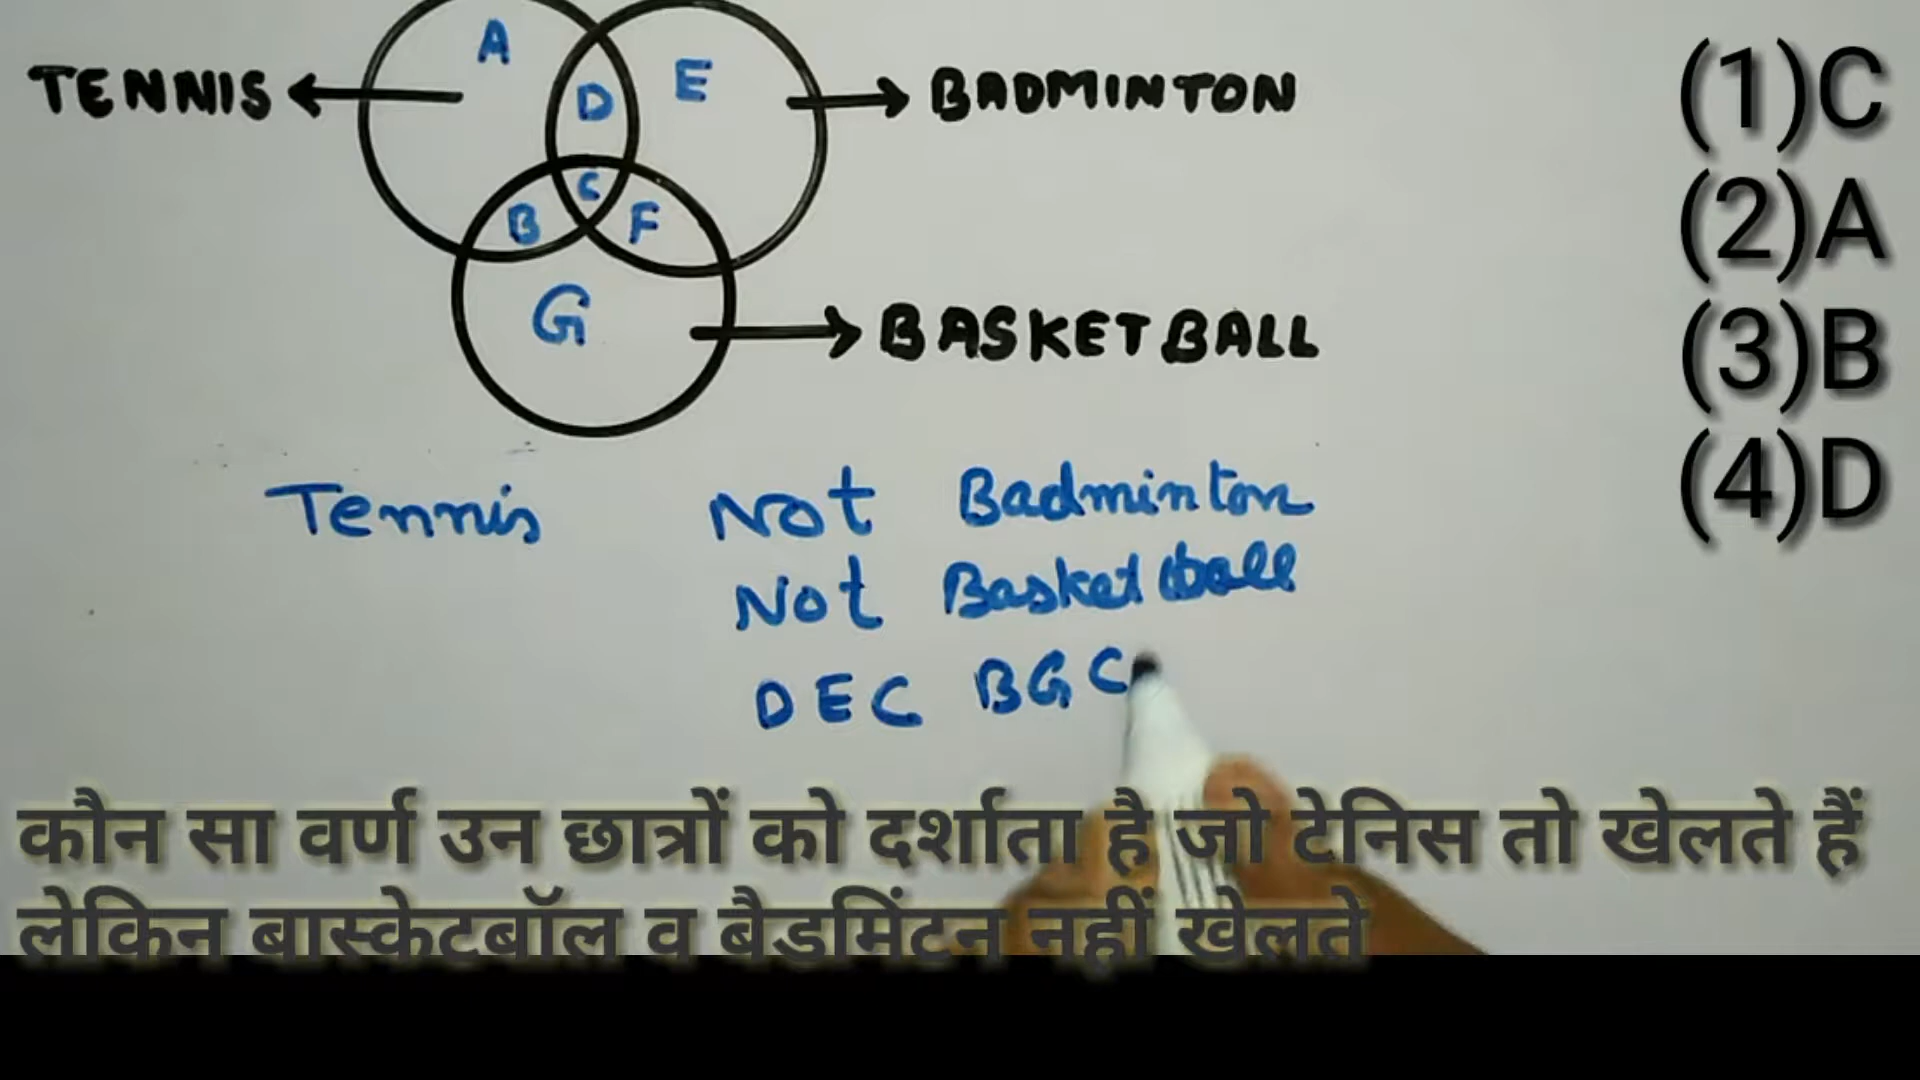 A
D
E
TENNIS
BADMINTON
C
B
F
G
BASKETBALL
(1)C
(2)A
(3)B
(4)D
Tennis Not Badminton
Not Basketball
DEC BGC
कौन सा वर्ण उन छात्रों को दर्शाता है जो टेनिस तो खेलते हैं
लेकिन बास्केटबॉल व बैडमिंटन नहीं खेलते